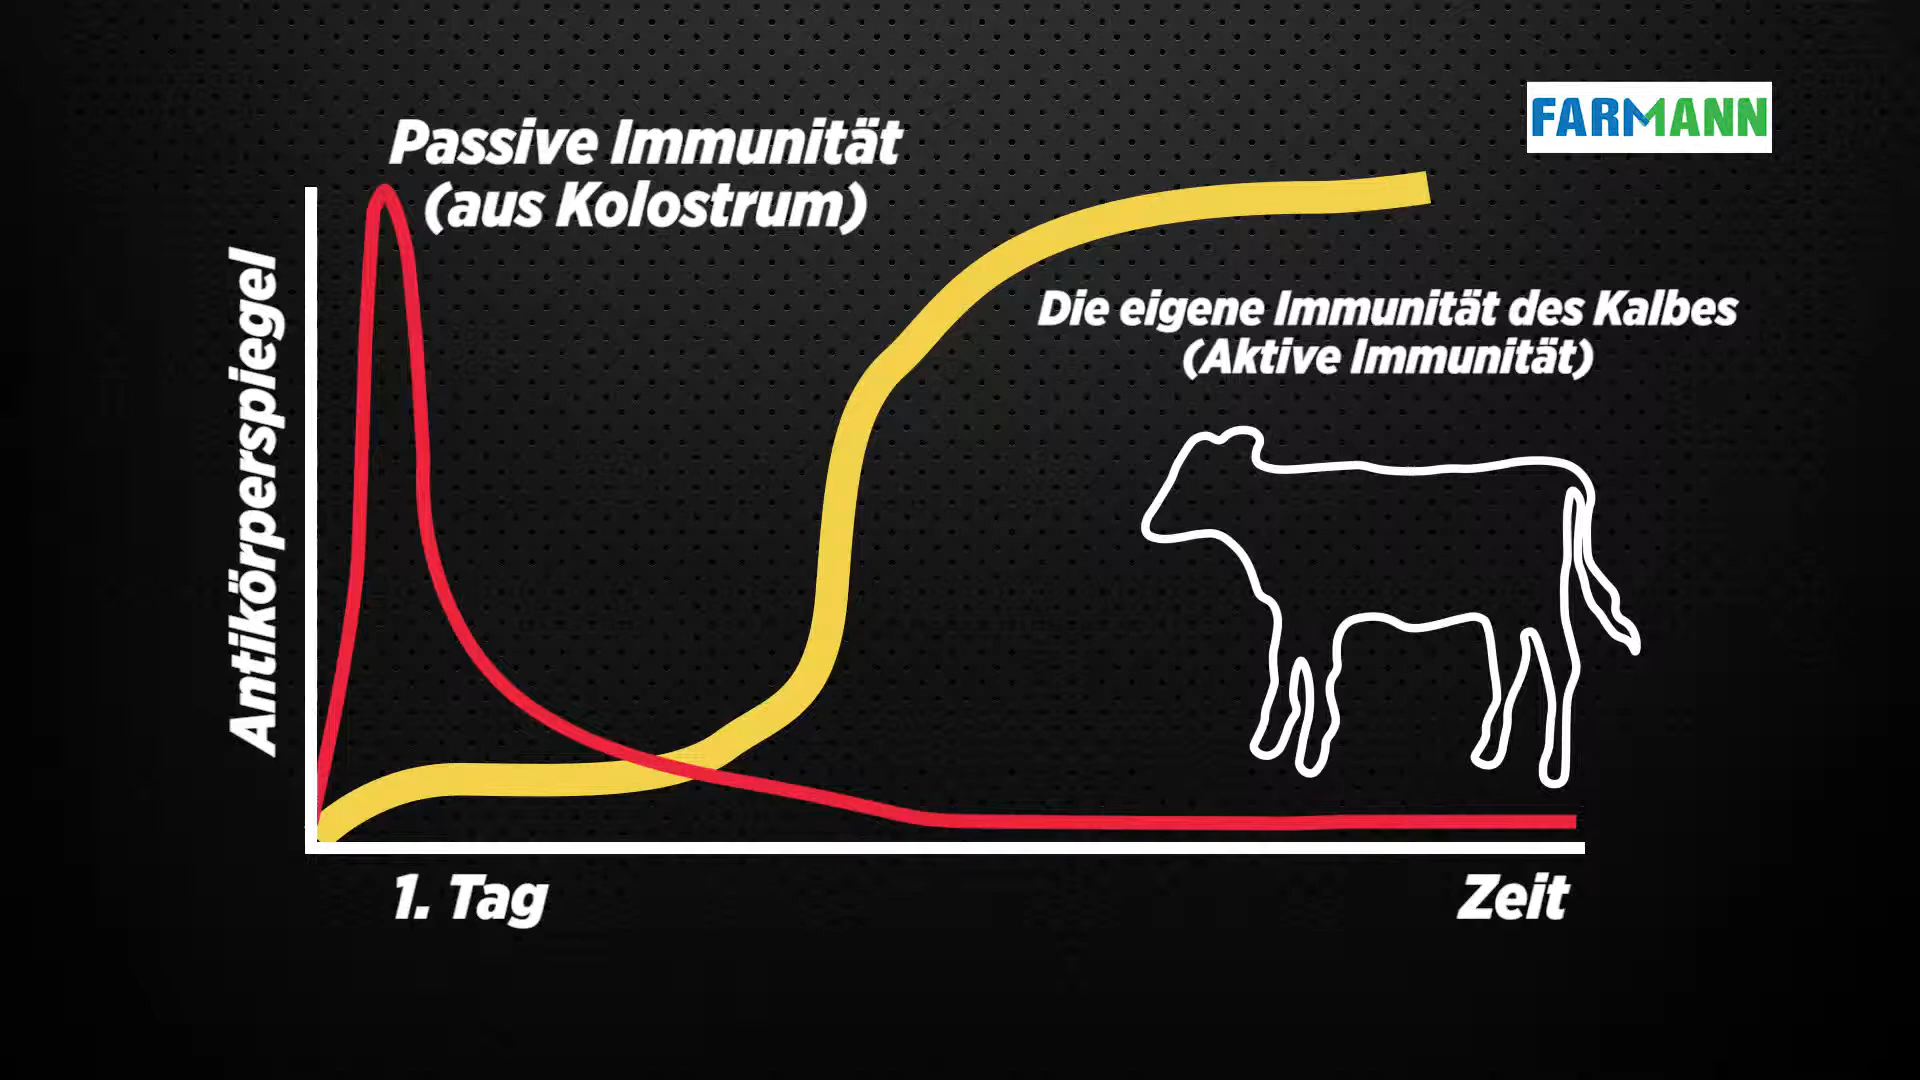 FARMANN
Passive Immunität
(aus Kolostrum)
Die eigene Immunität des Kalbes
(Aktive Immunität)
Antikörperspiegel
1. Tag
Zeit